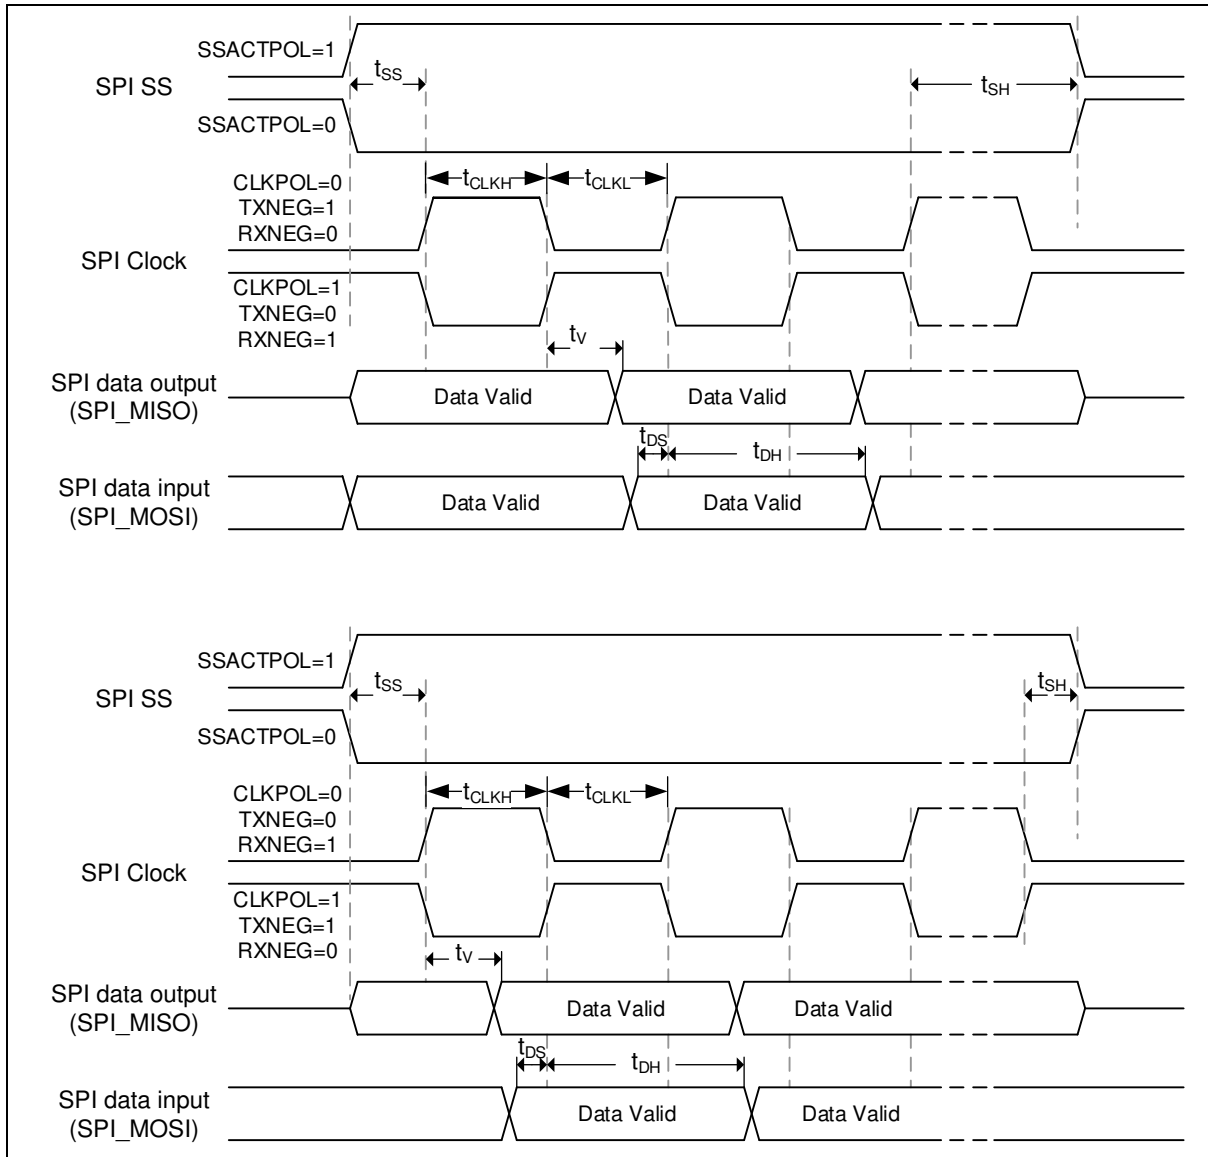 SSACTPOL=1
SPI SS
tSS
tSH
SSACTPOL=0
CLKPOL=0
TXNEG=1
RXNEG=0
tCLKH
tCLKL
SPI Clock
CLKPOL=1
TXNEG=0
RXNEG=1
tV
SPI data output
(SPI_MISO)
Data Valid
Data Valid
tDS
tDH
SPI data input
(SPI_MOSI)
Data Valid
Data Valid
SSACTPOL=1
SPI SS
tSS
tSH
SSACTPOL=0
CLKPOL=0
TXNEG=0
RXNEG=1
tCLKH
tCLKL
SPI Clock
CLKPOL=1
TXNEG=1
RXNEG=0
tV
SPI data output
(SPI_MISO)
Data Valid
Data Valid
tDS
tDH
SPI data input
(SPI_MOSI)
Data Valid
Data Valid